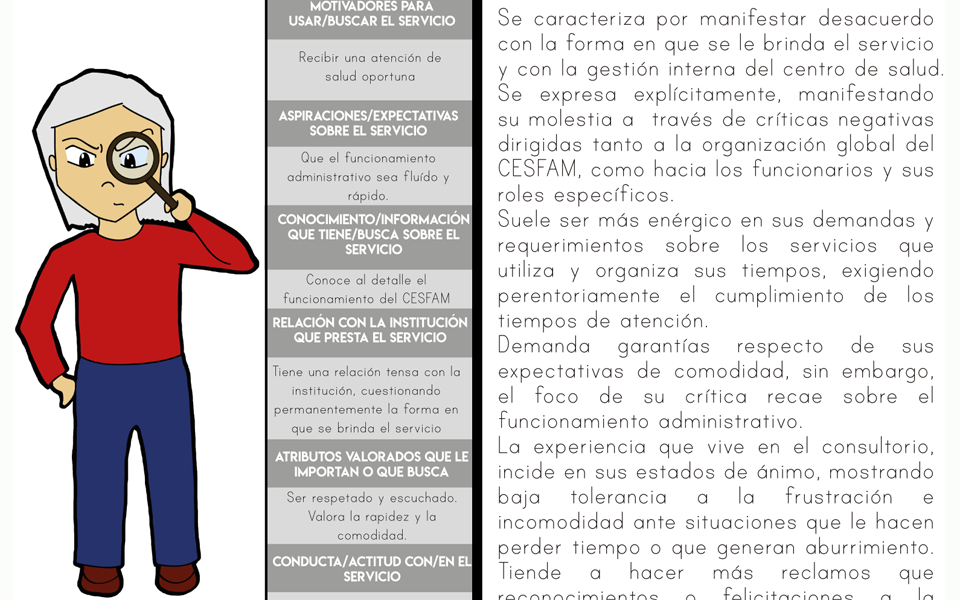 MOTIVADORES PARA
USAR/BUSCAR EL SERVICIO
Recibir una atención de
salud oportuna
ASPIRACIONES/EXPECTATIVAS
SOBRE EL SERVICIO
Que el funcionamiento
administrativo sea fluído y
rápido.
CONOCIMIENTO/INFORMACIÓN
QUE TIENE/BUSCA SOBRE EL
SERVICIO
Conoce al detalle el
funcionamiento del CESFAM
RELACIÓN CON LA INSTITUCIÓN
QUE PRESTA EL SERVICIO
Tiene una relación tensa con la
institución, cuestionando
permanentemente la forma en
que se brinda el servicio
ATRIBUTOS VALORADOS QUE LE
IMPORTAN O QUE BUSCA
Ser respetado y escuchado.
Valora la rapidez y la
comodidad.
CONDUCTA/ACTITUD CON/EN EL
SERVICIO
Se caracteriza por manifestar desacuerdo
con la forma en que se le brinda el servicio
y con la gestión interna del centro de salud.
Se expresa explícitamente, manifestando
su molestia a través de críticas negativas
dirigidas tanto a la organización global del
CESFAM, como hacia los funcionarios y sus
roles específicos.
Suele ser más enérgico en sus demandas y
requerimientos sobre los servicios que
utiliza y organiza sus tiempos, exigiendo
perentoriamente el cumplimiento de los
tiempos de atención.
Demanda garantías respecto de sus
expectativas de comodidad, sin embargo,
el foco de su crítica recae sobre el
funcionamiento administrativo.
La experiencia que vive en el consultorio,
incide en sus estados de ánimo, mostrando
baja tolerancia a la frustración e
incomodidad ante situaciones que le hacen
perder tiempo o que generan aburrimiento.
Tiende a hacer más reclamos que
reconocimientos o felicitaciones a la